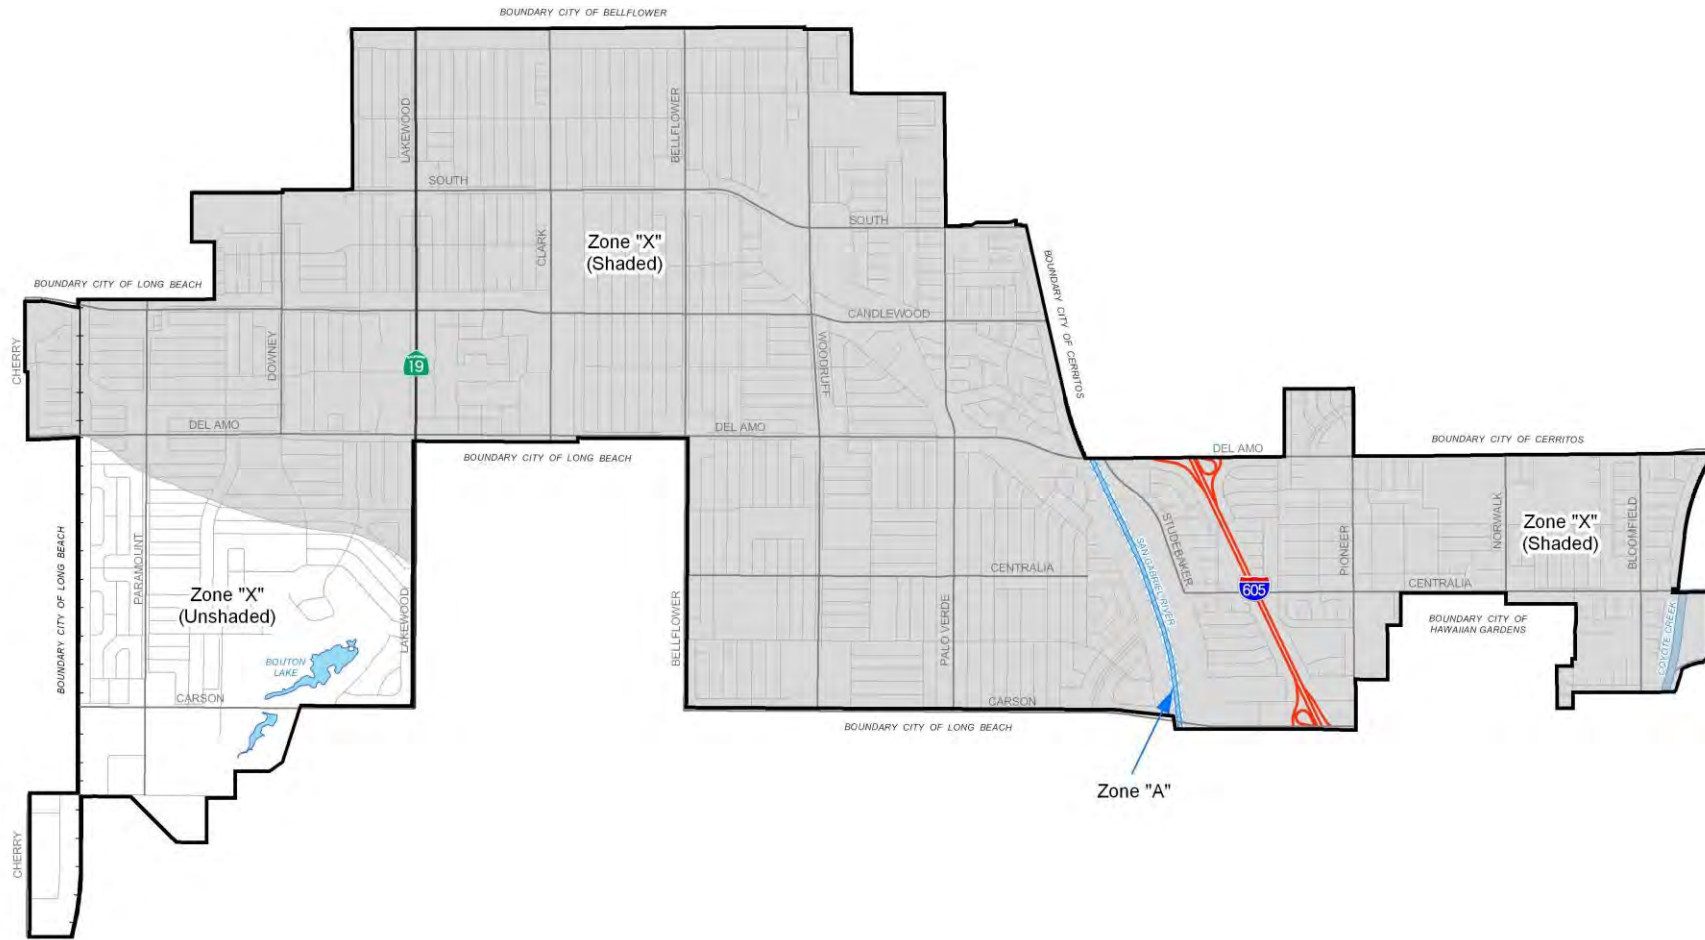 BOUNDARY CITY OF BELLFLOWER
LAKEWOOD
BELLFLOWER
SOUTH
SOUTH
CLARK
Zone "X"
(Shaded)
BOUNDARY CITY OF LONG BEACH
BOUNDARY CITY OF CERRITOS
CANDLEWOOD
CHERRY
DOWNEY
19
WOODRUFF
DEL AMO
DEL AMO
DEL AMO
BOUNDARY CITY OF CERRITOS
BOUNDARY CITY OF LONG BEACH
BOUNDARY CITY OF LONG BEACH
PARAMOUNT
Zone "X"
(Unshaded)
LAKEWOOD
BOUTON
LAKE
CARSON
CHERRY
BELLFLOWER
CENTRALIA
PALO VERDE
CARSON
BOUNDARY CITY OF LONG BEACH
SAN GABRIEL RIVER
STUDEBAKER
605
PIONEER
NORWALK
Zone "X"
(Shaded)
BLOOMFIELD
CENTRALIA
BOUNDARY CITY OF
HAWAIIAN GARDENS
COYOTE CREEK
Zone "A"